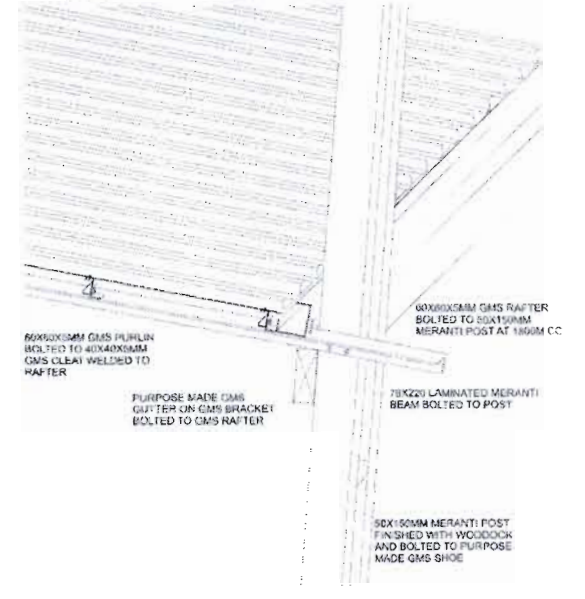 60X60X5MM GMS RAFTER
BOLTED TO 50X150MM
MERANTI POST AT 1800M CC
60X60X5MM GMS PURLIN
BOLTED TO 40X40X5MM
GMS CLEAT WELDED TO
RAFTER
PURPOSE MADE GMS
GUTTER ON GMS BRACKET
BOLTED TO GMS RAFTER
LAMINATED MERANTI
BEAM BOLTED TO POST
50X150MM MERANTI POST
FINISHED WITH WOODOCK
AND BOLTED TO PURPOSE
MADE GMS SHOE